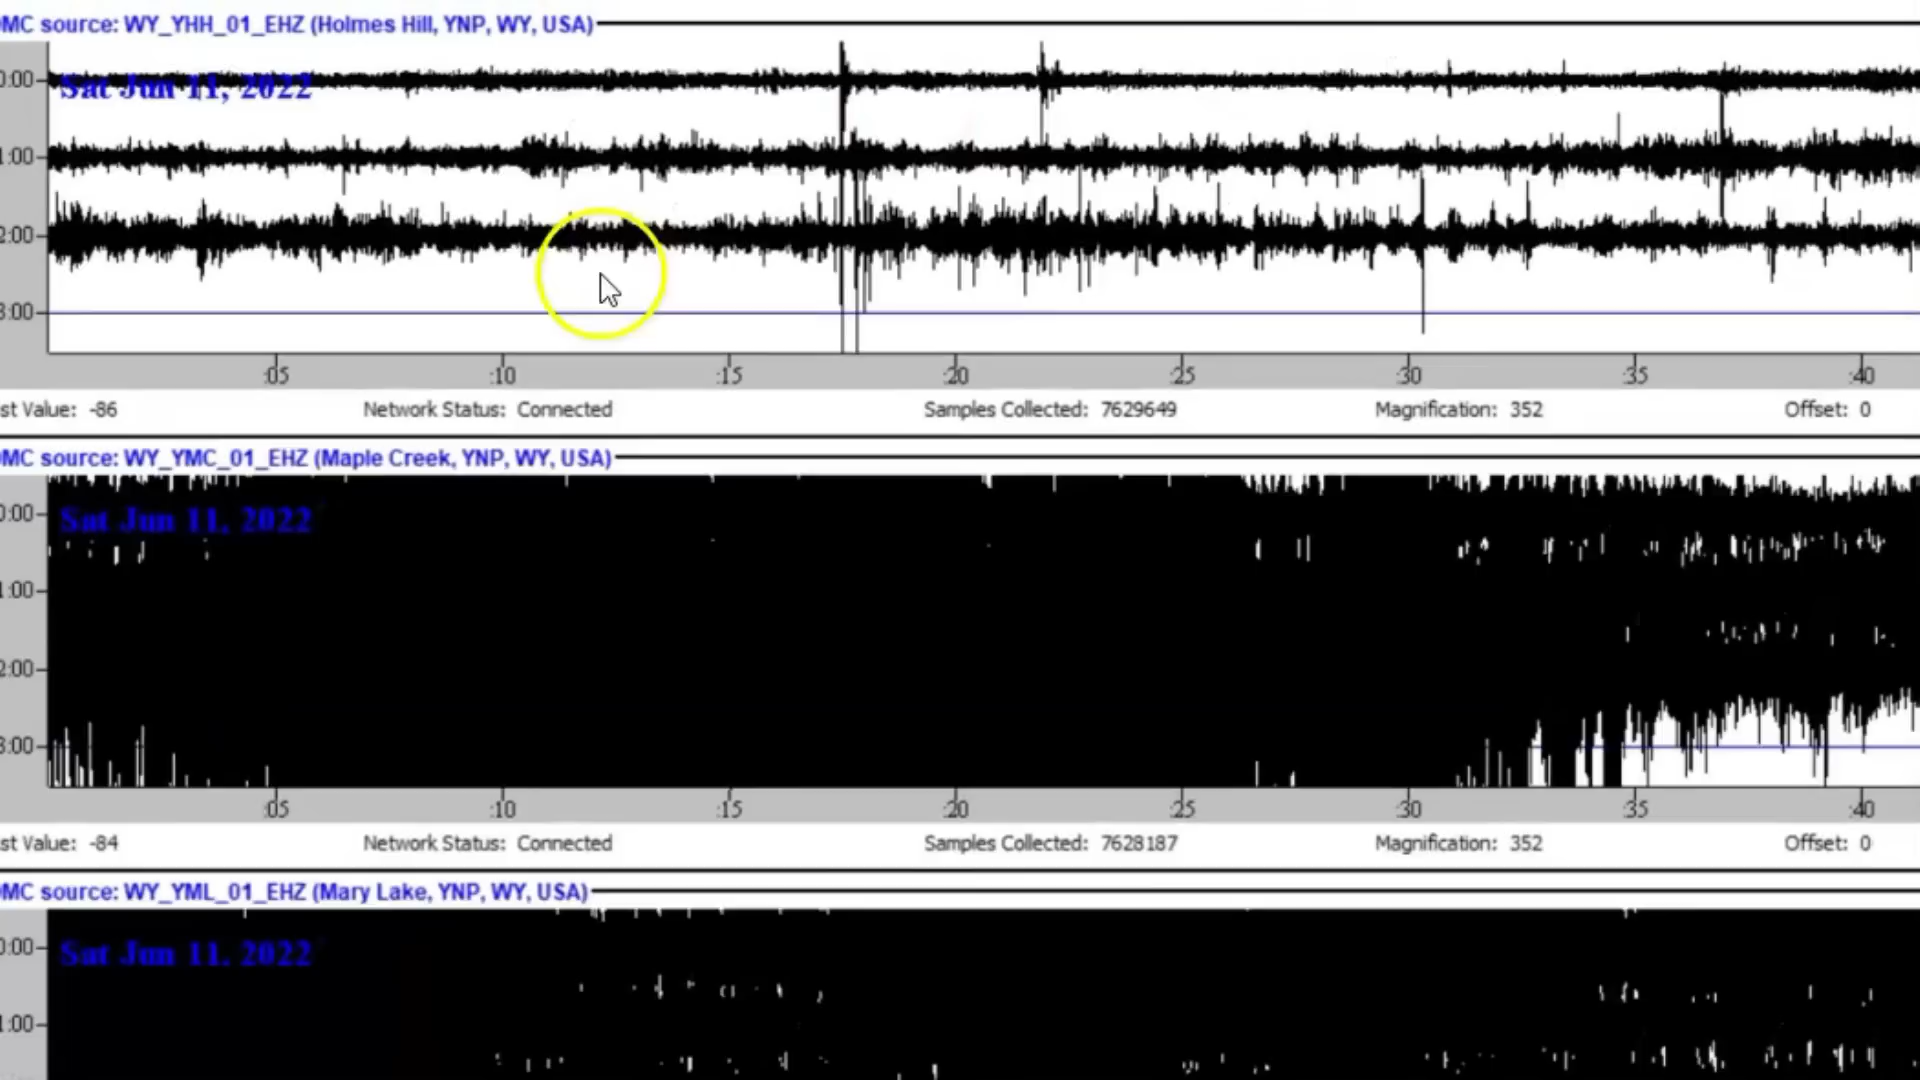 MC source: WY_YHH_01_EHZ (Holmes Hill, YNP, WY, USA)
0:00
Sat Jun 11, 2022
1:00
2:00
3:00
:05 :10 :15 :20 :25 :30 :35 :40
st Value: -86 Network Status: Connected Samples Collected: 7629649 Magnification: 352 Offset: 0
MC source: WY_YMC_01_EHZ (Maple Creek, YNP, WY, USA)
0:00
Sat Jun 11, 2022
1:00
2:00
3:00
:05 :10 :15 :20 :25 :30 :35 :40
st Value: -84 Network Status: Connected Samples Collected: 7628187 Magnification: 352 Offset: 0
MC source: WY_YML_01_EHZ (Mary Lake, YNP, WY, USA)
0:00
Sat Jun 11, 2022
1:00